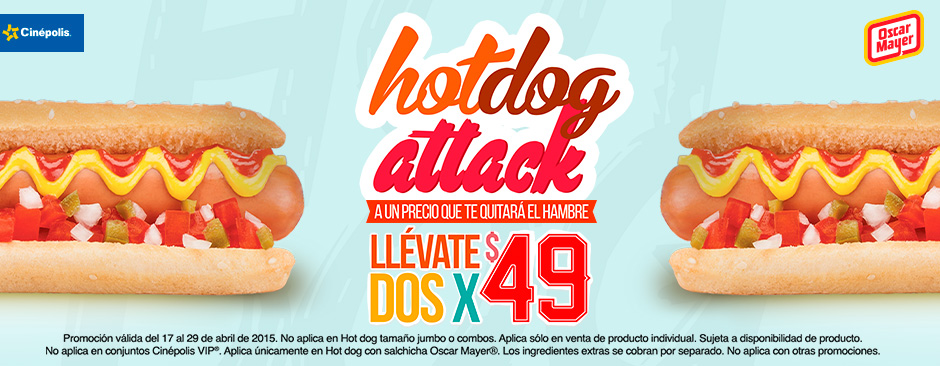 Cinépolis.
Oscar
Mayer
hotdog
attack
A UN PRECIO QUE TE QUITARÁ EL HAMBRE
LLÉVATE
DOS X $49
Promoción válida del 17 al 29 de abril de 2015. No aplica en Hot dog tamaño jumbo o combos. Aplica sólo en venta de producto individual. Sujeta a disponibilidad de producto.
No aplica en conjuntos Cinépolis VIP®. Aplica únicamente en Hot dog con salchicha Oscar Mayer®. Los ingredientes extras se cobran por separado. No aplica con otras promociones.